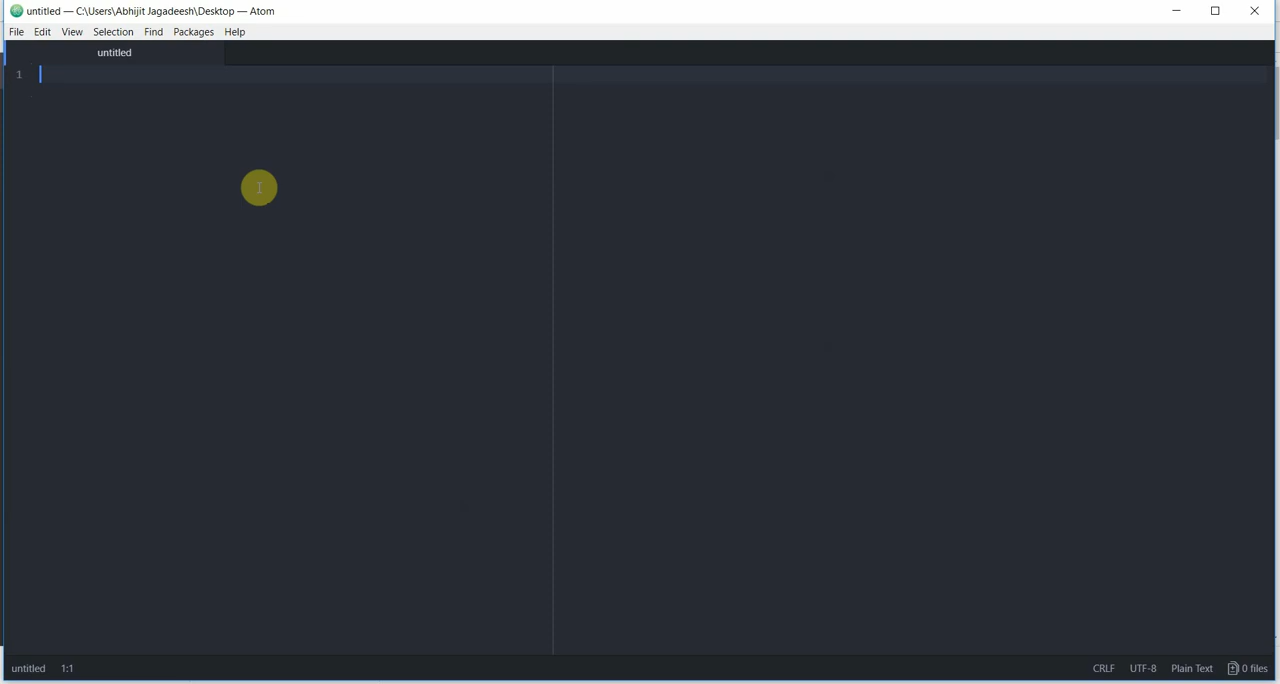 untitled — C:\Users\Abhijit Jagadeesh\Desktop — Atom
File Edit View Selection Find Packages Help
untitled
1
untitled 1:1 CRLF UTF-8 Plain Text 0 files